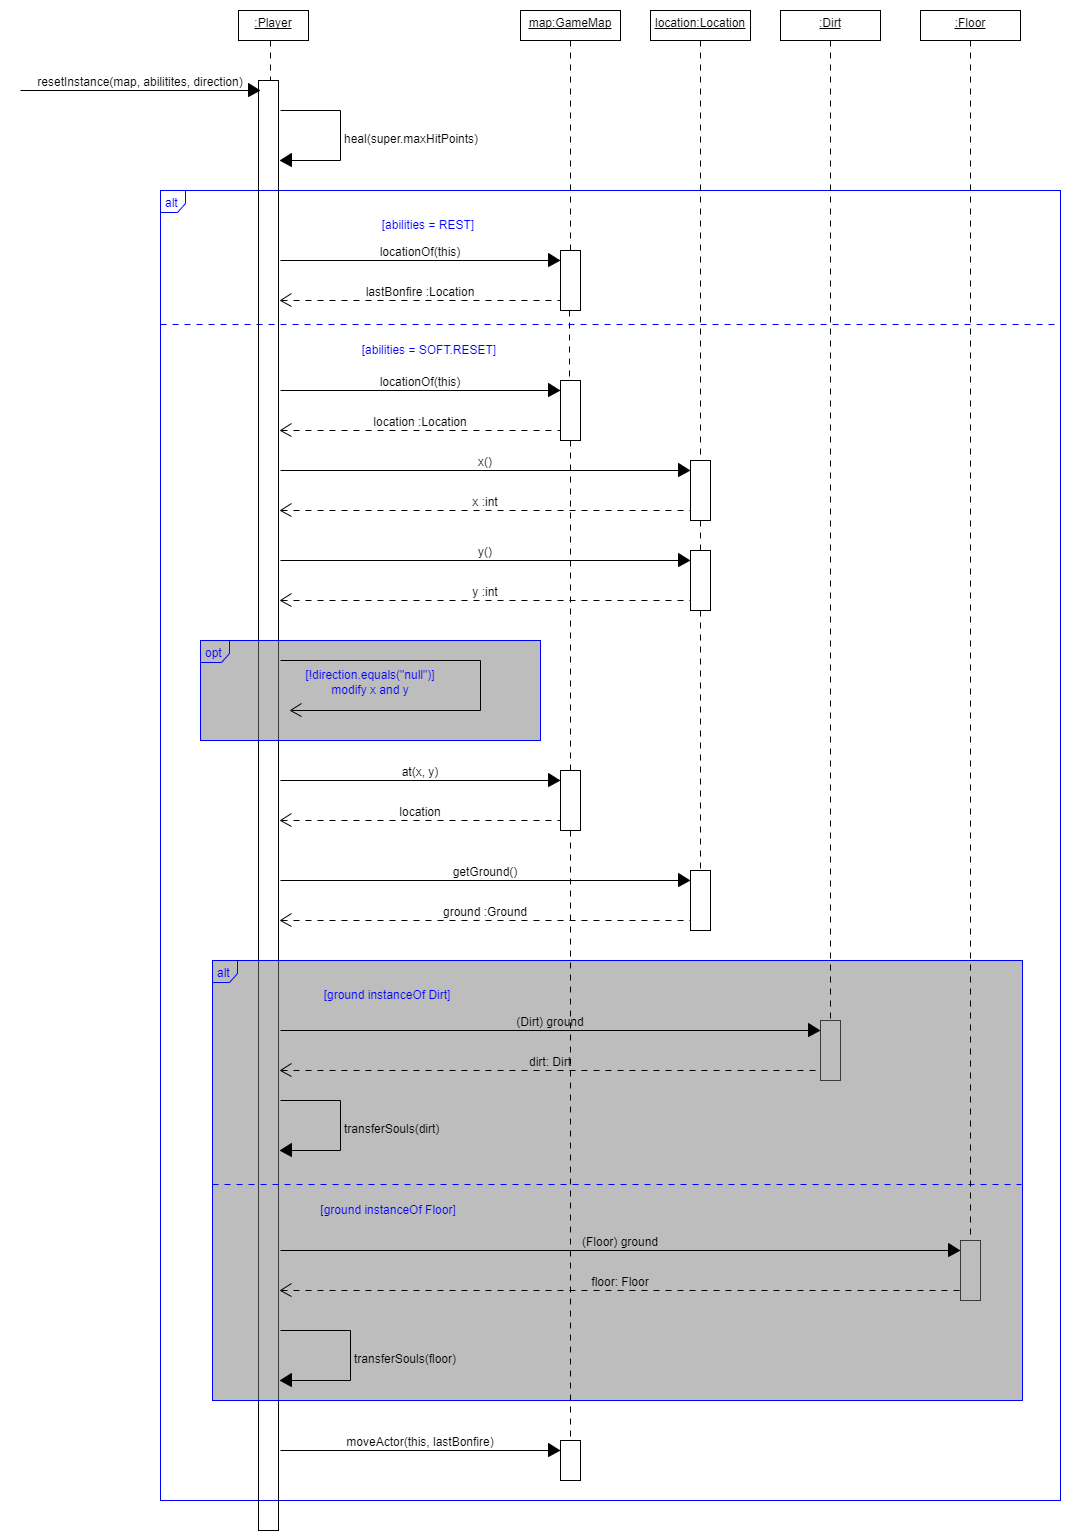 :Player
map:GameMap
location:Location
:Dirt
:Floor
resetInstance(map, abilitites, direction)
heal(super.maxHitPoints)
alt
[abilities = REST]
locationOf(this)
lastBonfire :Location
[abilities = SOFT.RESET]
locationOf(this)
location :Location
x()
x :int
y()
y :int
opt
[!direction.equals("null")]
modify x and y
at(x, y)
location
getGround()
ground :Ground
alt
[ground instanceOf Dirt]
(Dirt) ground
dirt: Dirt
transferSouls(dirt)
[ground instanceOf Floor]
(Floor) ground
floor: Floor
transferSouls(floor)
moveActor(this, lastBonfire)